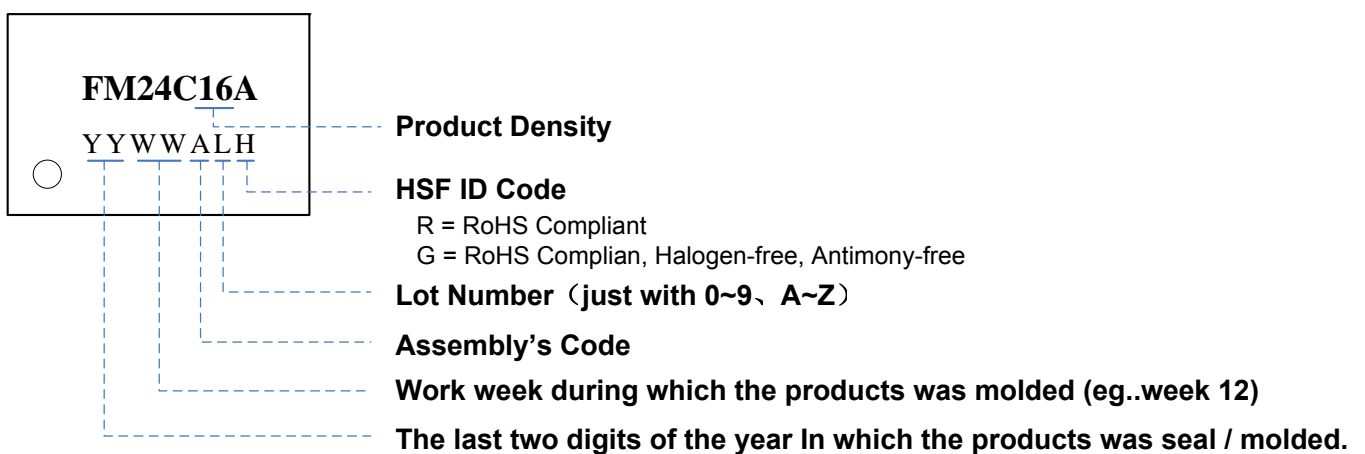 FM24C16A
YYWWALH
Product Density
HSF ID Code
R = RoHS Compliant
G = RoHS Complian, Halogen-free, Antimony-free
Lot Number（just with 0~9、A~Z）
Assembly’s Code
Work week during which the products was molded (eg..week 12)
The last two digits of the year In which the products was seal / molded.